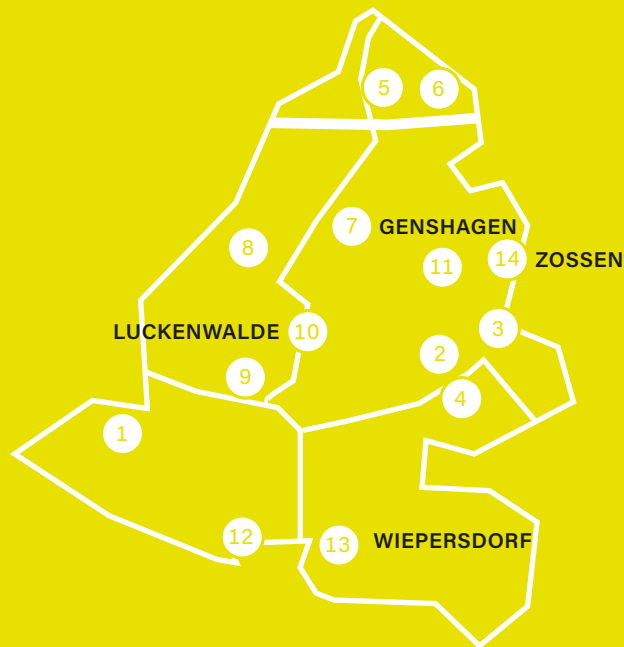 5 6
7 GENSHAGEN
8
11 14 ZOSSEN
LUCKENWALDE 10
3
2
9
4
1
12
13 WIEPERSDORF